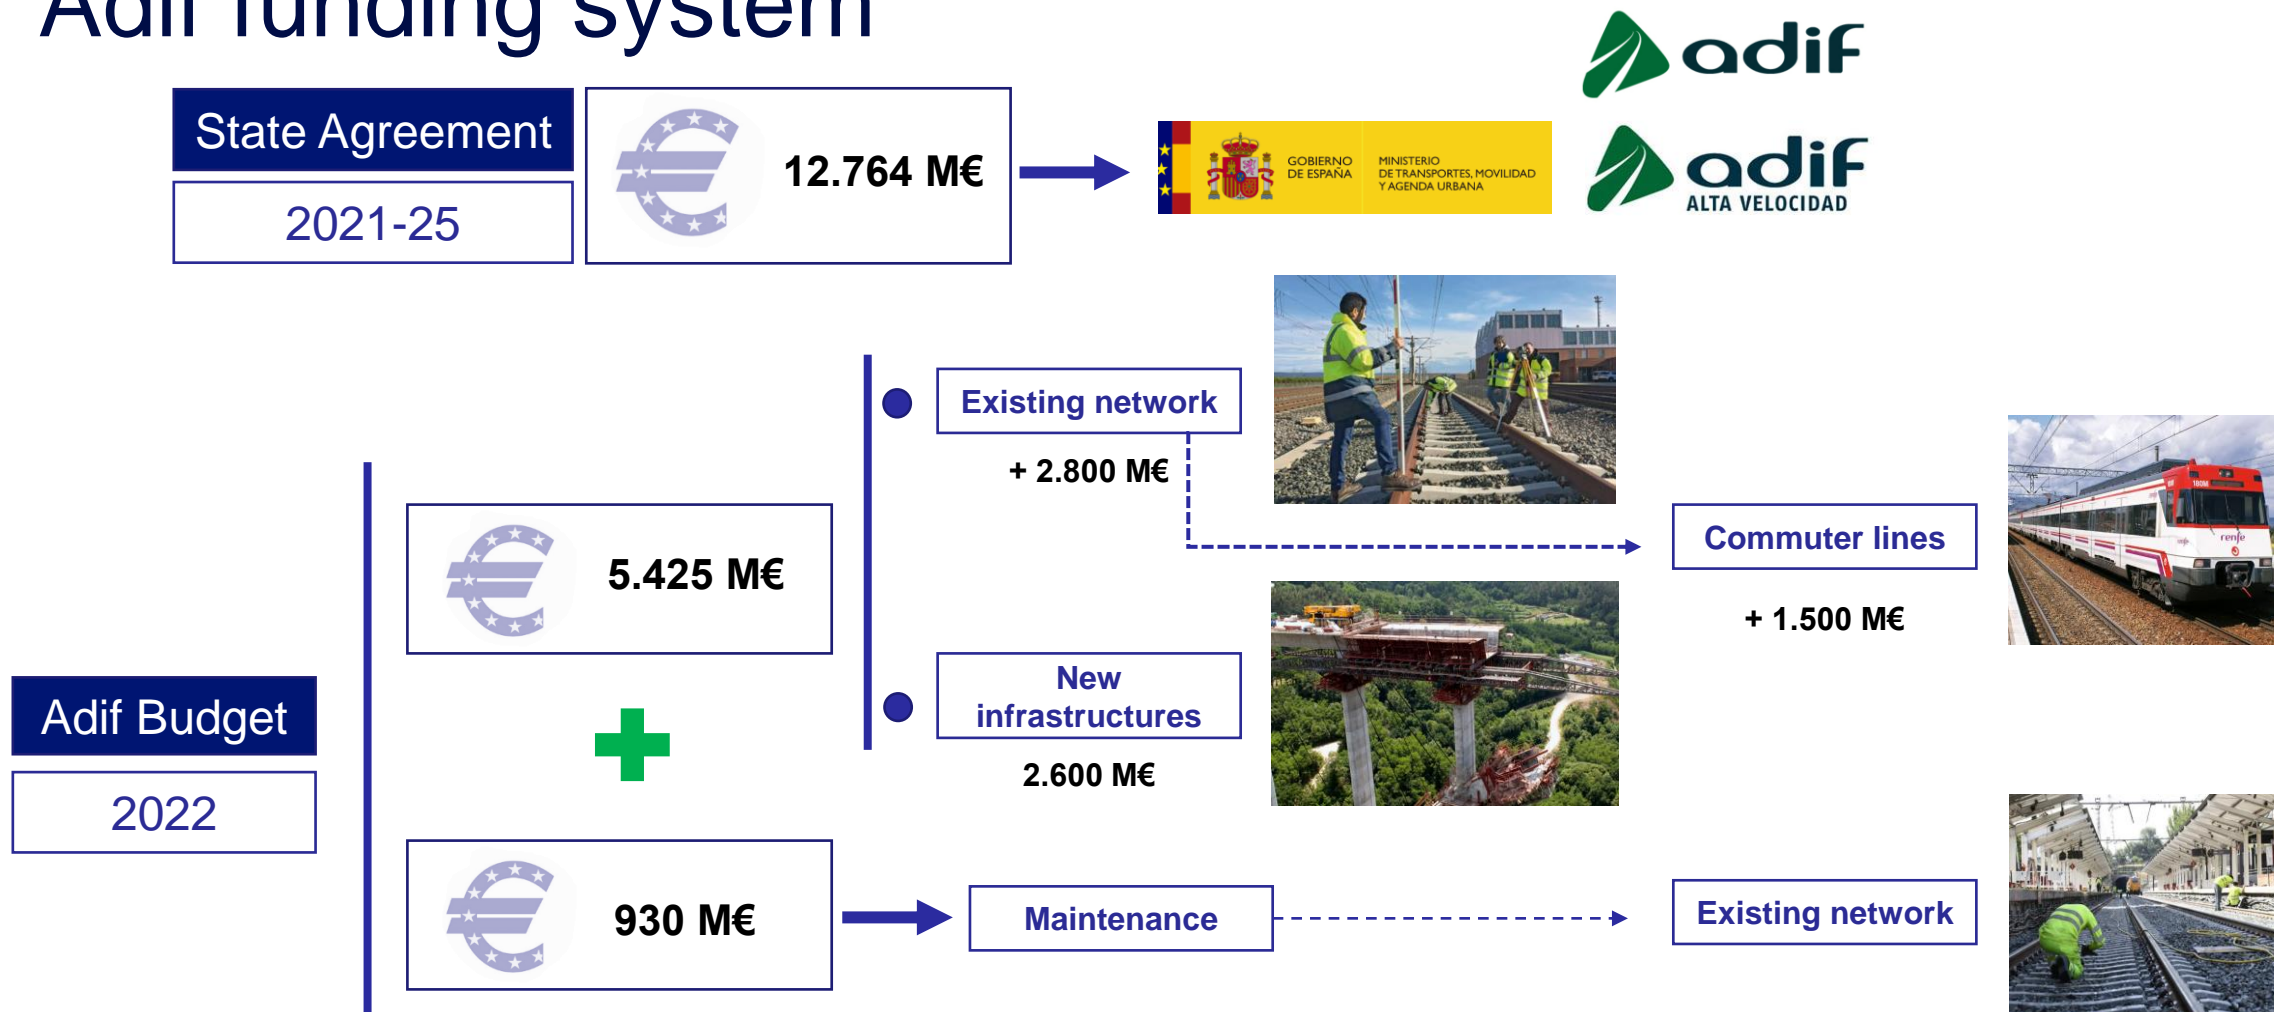 Adif funding system
adif
State Agreement
12.764 M€
GOBIERNO
DE ESPAÑA
MINISTERIO
DE TRANSPORTES, MOVILIDAD
Y AGENDA URBANA
adif
ALTA VELOCIDAD
2021-25
Existing network
+ 2.800 M€
Commuter lines
+ 1.500 M€
renfe
5.425 M€
New
infrastructures
2.600 M€
Adif Budget
2022
930 M€
Maintenance
Existing network